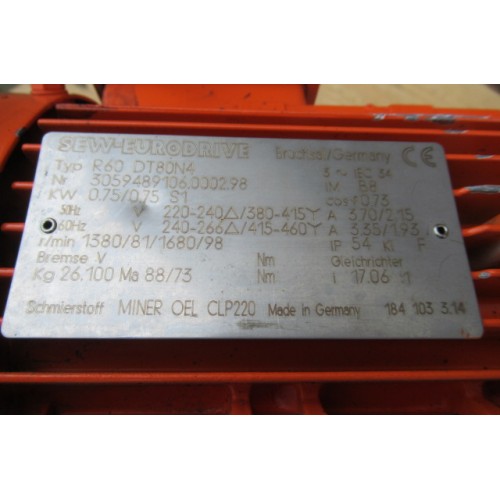 SEW-EURODRIVE Bruchsal/Germany CE
Typ R60 DT80N4 3~ IEC 34
Nr 3059489106.0002.98 IM B8
KW 0.75/0.75 S1 cosφ 0.73
50Hz V 220-240△/380-415Y A 3.70/2.15
60Hz V 240-266△/415-460Y A 3.35/1.93
r/min 1380/81/1680/98 IP 54 Kl F
Bremse V Nm Gleichrichter
Kg 26.100 Ma 88/73 Nm i 17.06 :1
Schmierstoff MINER OEL CLP220 Made in Germany 184 103 3.14